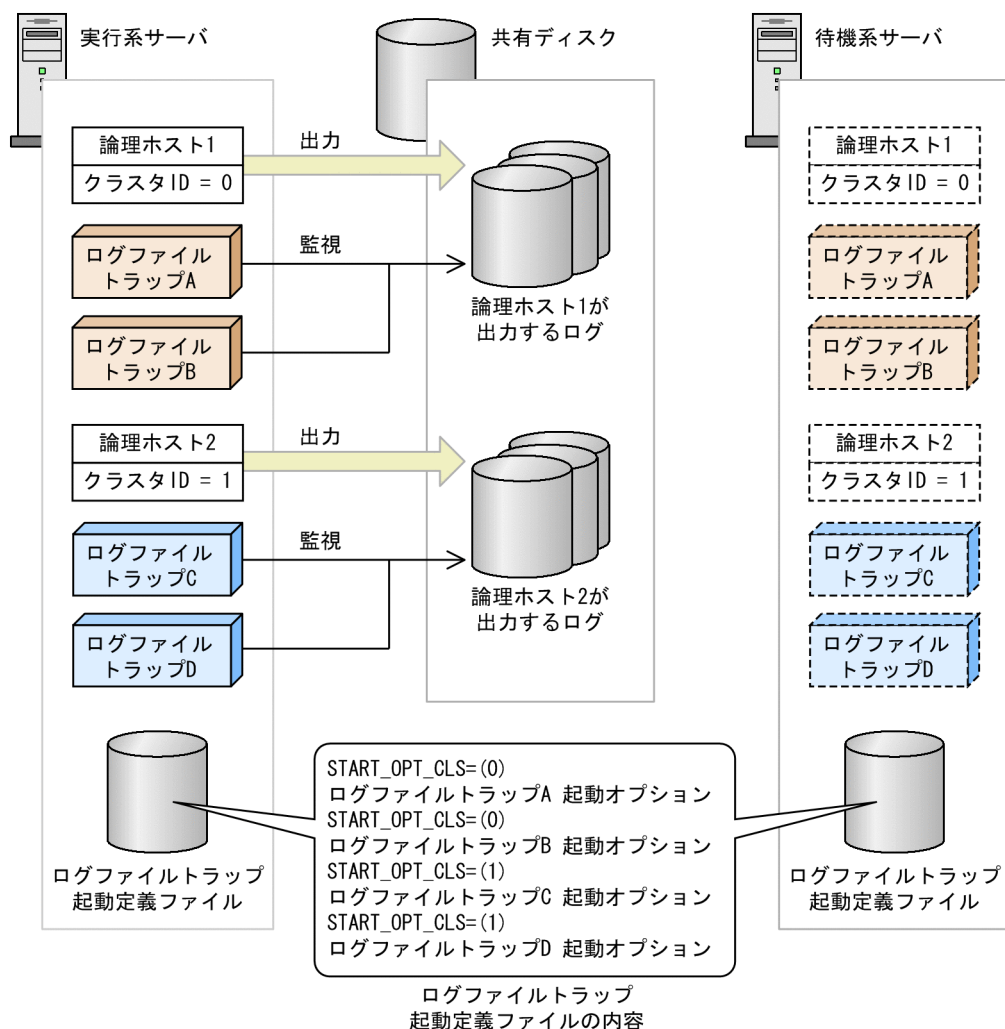 実行系サーバ
共有ディスク
待機系サーバ
論理ホスト1
クラスタID = 0
出力
ログファイル
トラップA
監視
ログファイル
トラップB
論理ホスト1が
出力するログ
論理ホスト2
クラスタID = 1
出力
ログファイル
トラップC
監視
ログファイル
トラップD
論理ホスト2が
出力するログ
論理ホスト1
クラスタID = 0
ログファイル
トラップA
ログファイル
トラップB
論理ホスト2
クラスタID = 1
ログファイル
トラップC
ログファイル
トラップD
ログファイルトラップ
起動定義ファイル
START_OPT_CLS=(0)
ログファイルトラップA 起動オプション
START_OPT_CLS=(0)
ログファイルトラップB 起動オプション
START_OPT_CLS=(1)
ログファイルトラップC 起動オプション
START_OPT_CLS=(1)
ログファイルトラップD 起動オプション
ログファイルトラップ
起動定義ファイルの内容
ログファイルトラップ
起動定義ファイル